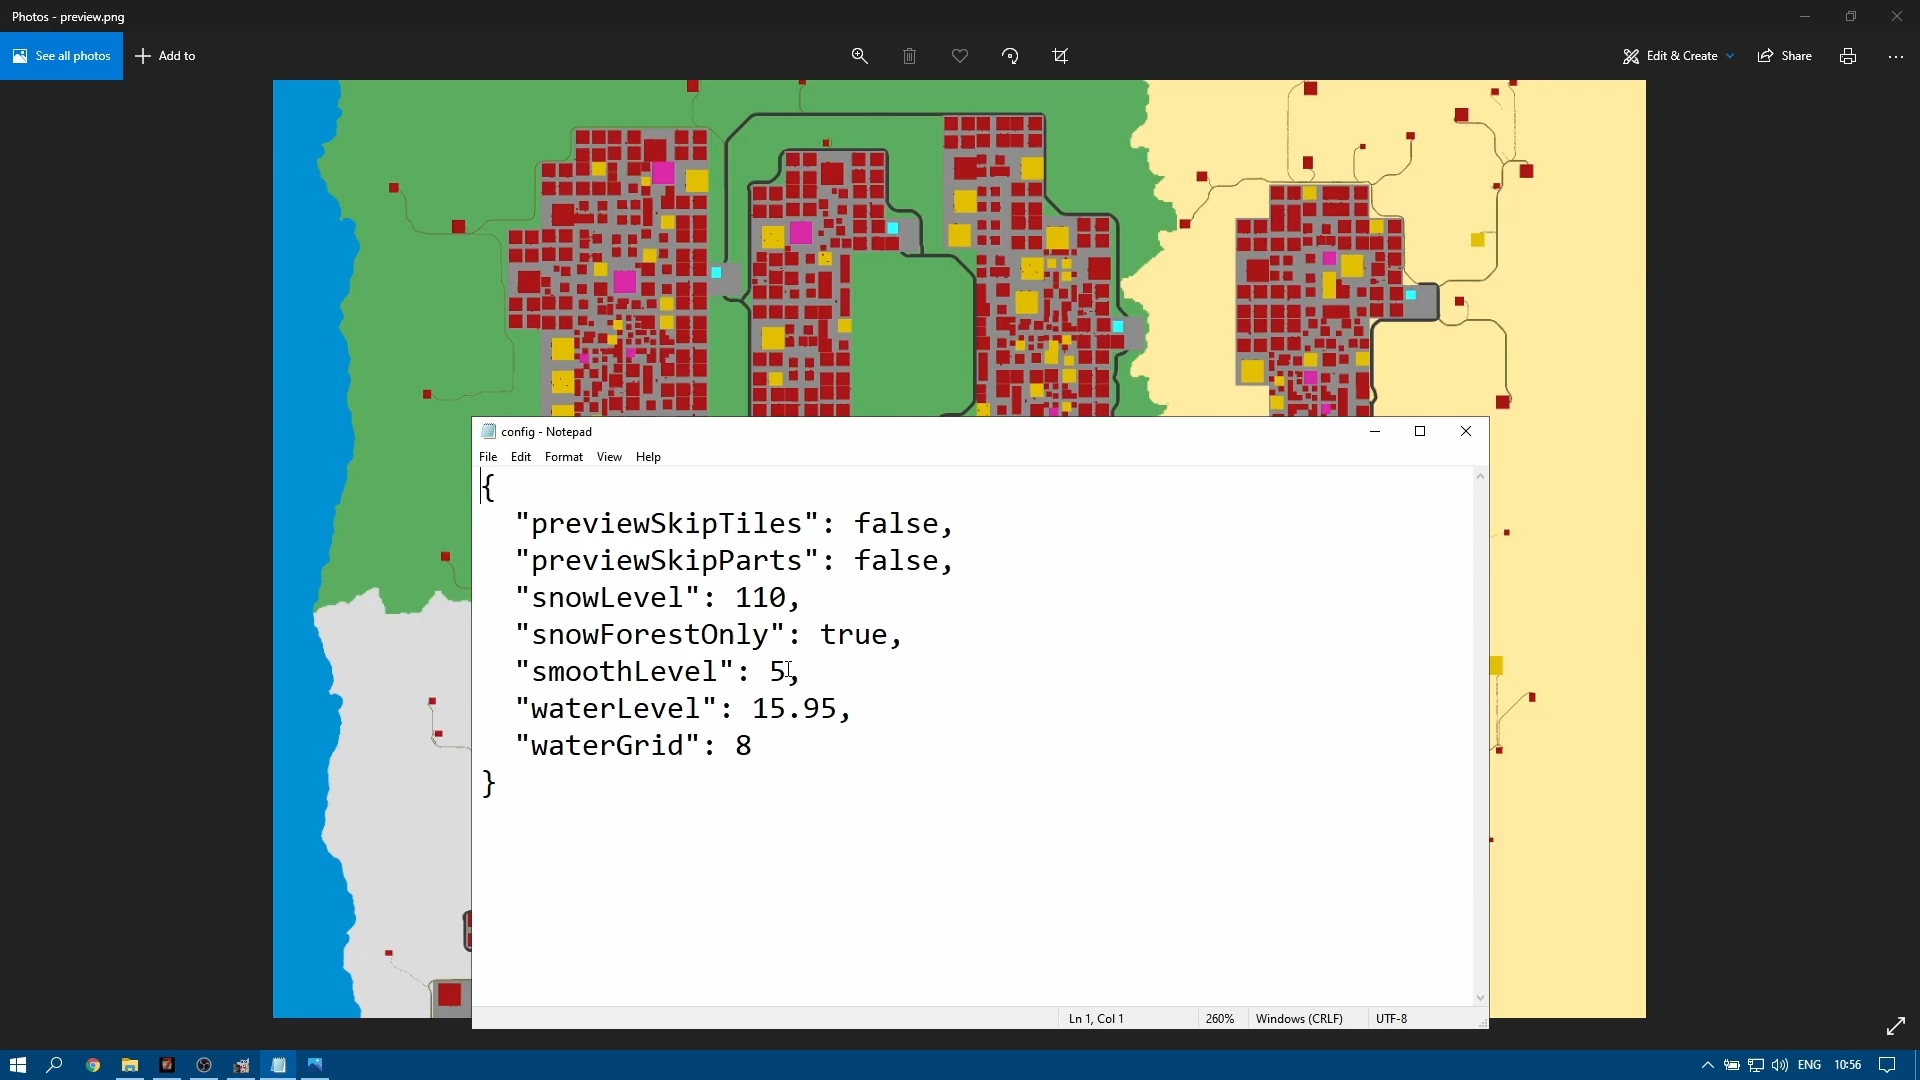 Photos - preview.png
See all photos
Add to
Edit & Create
Share
config - Notepad
File Edit Format View Help
{
"previewSkipTiles": false,
"previewSkipParts": false,
"snowLevel": 110,
"snowForestOnly": true,
"smoothLevel": 5,
"waterLevel": 15.95,
"waterGrid": 8
}
Ln 1, Col 1
260%
Windows (CRLF)
UTF-8
ENG
10:56